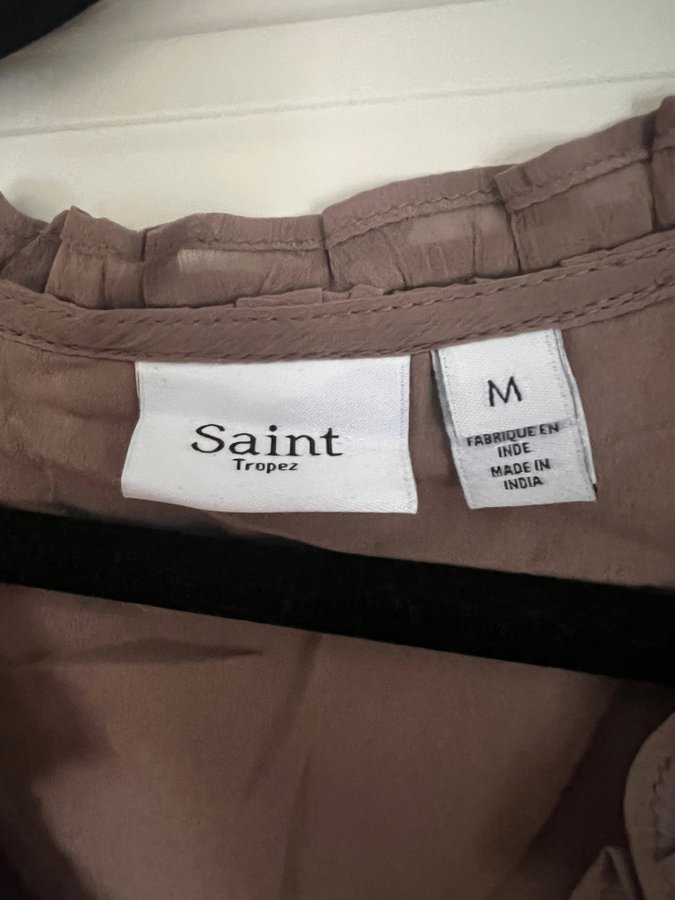 Saint
Tropez
M
FABRIQUE EN
INDE
MADE IN
INDIA